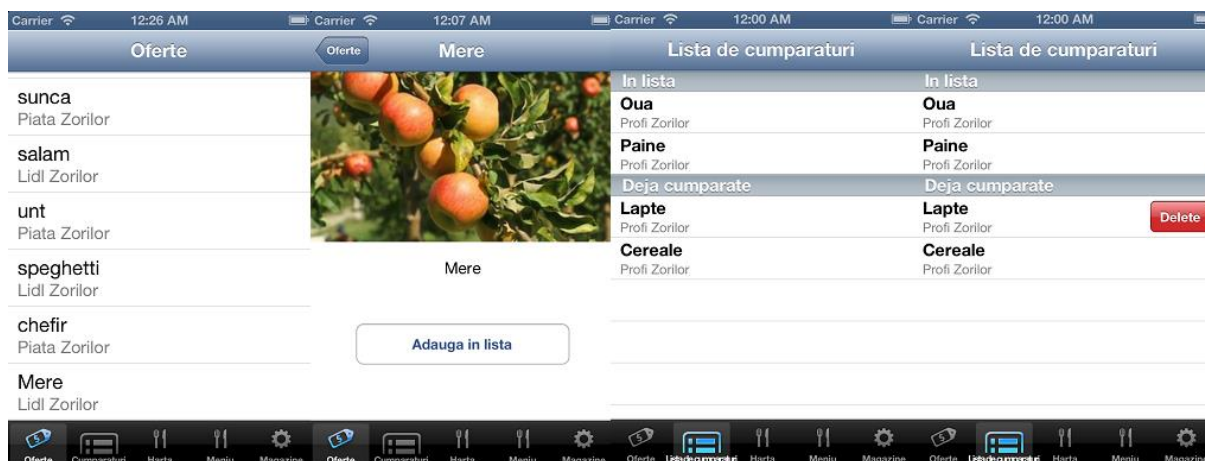 Carrier 12:26 AM
Oferte
sunca
Piata Zorilor
salam
Lidl Zorilor
unt
Piata Zorilor
speghetti
Lidl Zorilor
chefir
Piata Zorilor
Mere
Lidl Zorilor
Oferte Cumparaturi Harta Meniu Magazine
Carrier 12:07 AM
Oferte Mere
Mere
Adauga in lista
Oferte Cumparaturi Harta Meniu Magazine
Carrier 12:00 AM
Lista de cumparaturi
In lista
Oua
Profi Zorilor
Paine
Profi Zorilor
Deja cumparate
Lapte
Profi Zorilor
Cereale
Profi Zorilor
Oferte Lista de cumparaturi Harta Meniu Magazine
Carrier 12:00 AM
Lista de cumparaturi
In lista
Oua
Profi Zorilor
Paine
Profi Zorilor
Deja cumparate
Lapte
Profi Zorilor
Delete
Cereale
Profi Zorilor
Oferte Lista de cumparaturi Harta Meniu Magazine